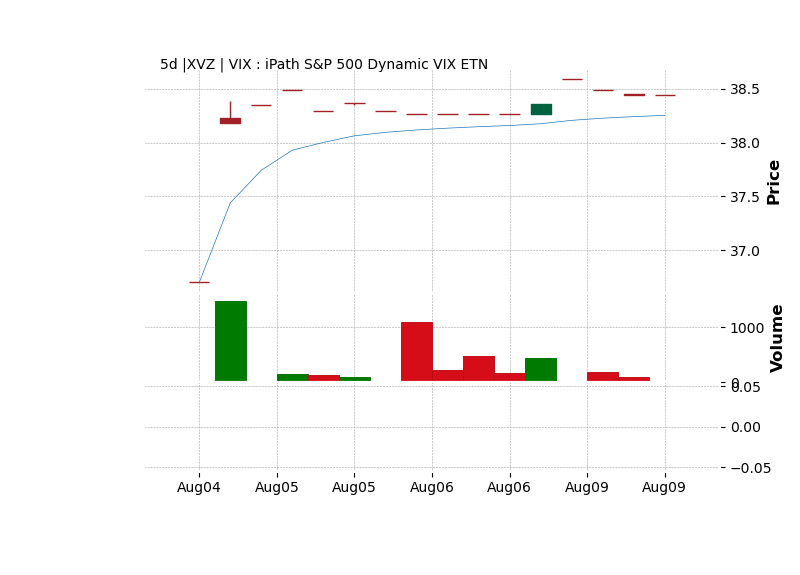 5d |XVZ | VIX : iPath S&P 500 Dynamic VIX ETN
38.5
38.0
37.5
37.0
Price
1000
0
Volume
0.05
0.00
−0.05
Aug04 Aug05 Aug05 Aug06 Aug06 Aug09 Aug09